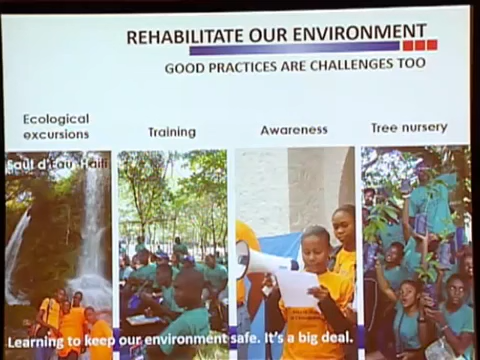 REHABILITATE OUR ENVIRONMENT
GOOD PRACTICES ARE CHALLENGES TOO
Ecological
excursions
Training
Awareness
Tree nursery
Saut d'Eau-Haiti
Learning to keep our environment safe. It's a big deal.